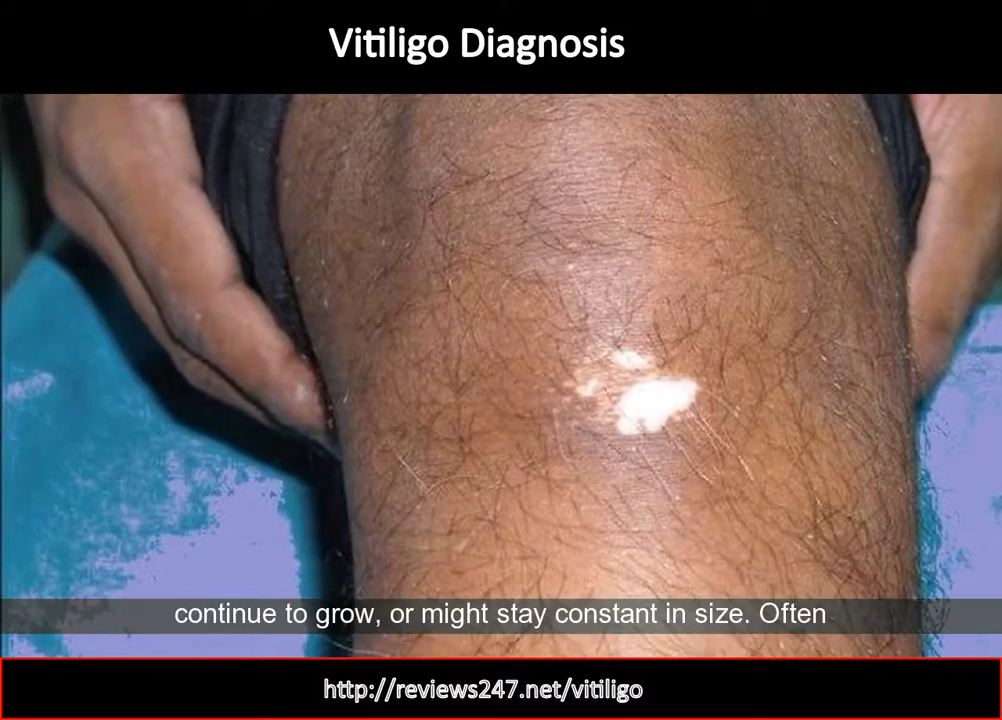 Vitiligo Diagnosis
continue to grow, or might stay constant in size. Often
http://reviews247.net/vitiligo